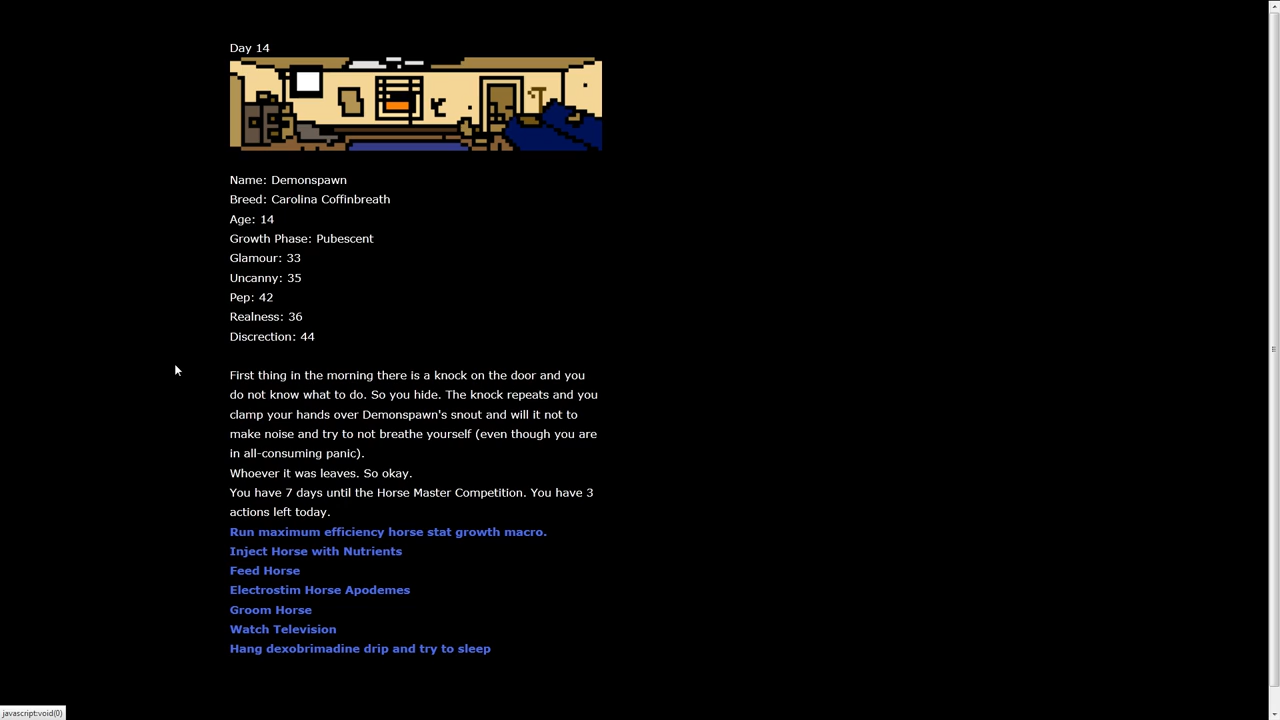 Day 14
Name: Demonspawn
Breed: Carolina Coffinbreath
Age: 14
Growth Phase: Pubescent
Glamour: 33
Uncanny: 35
Pep: 42
Realness: 36
Discrection: 44
First thing in the morning there is a knock on the door and you
do not know what to do. So you hide. The knock repeats and you
clamp your hands over Demonspawn's snout and will it not to
make noise and try to not breathe yourself (even though you are
in all-consuming panic).
Whoever it was leaves. So okay.
You have 7 days until the Horse Master Competition. You have 3
actions left today.
Run maximum efficiency horse stat growth macro.
Inject Horse with Nutrients
Feed Horse
Electrostim Horse Apodemes
Groom Horse
Watch Television
Hang dexobrimadine drip and try to sleep
javascript:void(0)